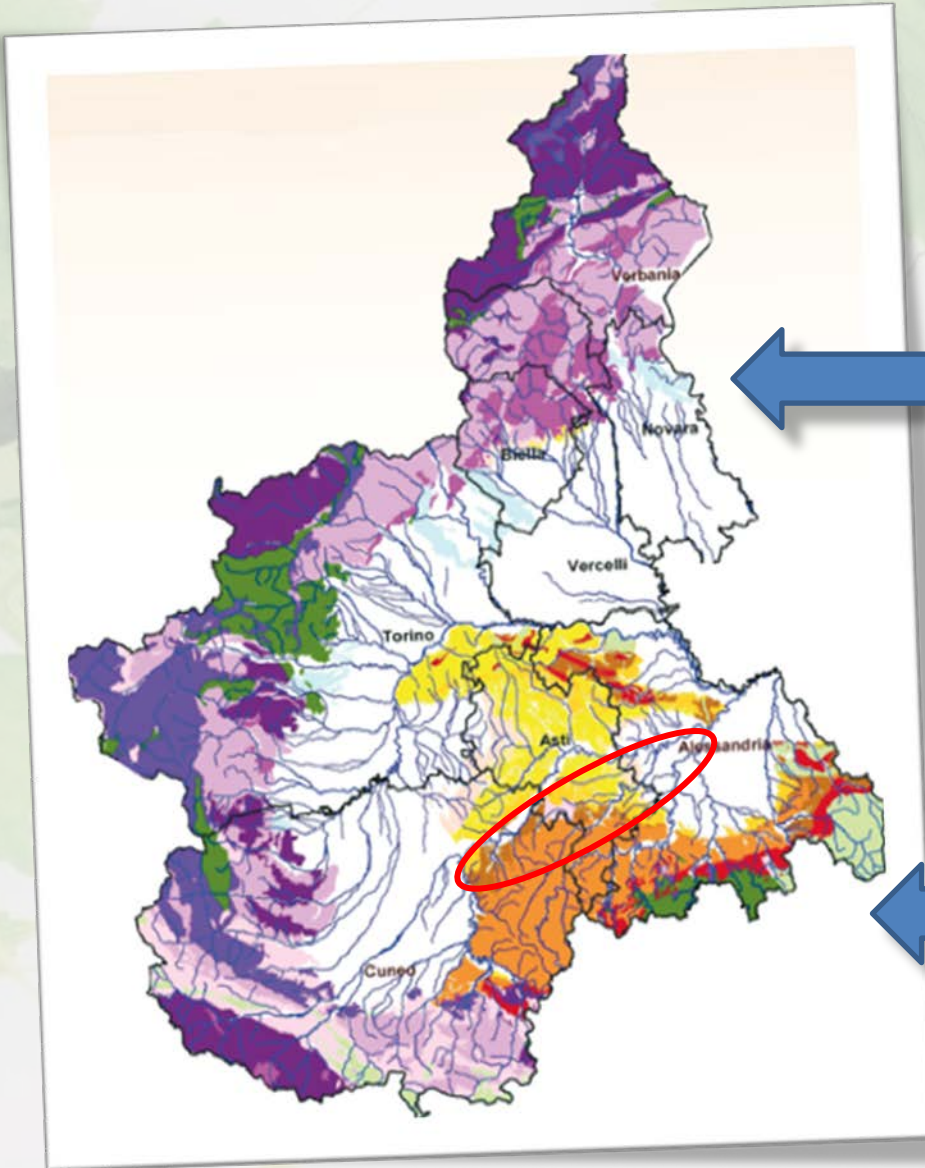 Verbania
Novara
Biella
Vercelli
Torino
Asti
Alessandria
Cuneo